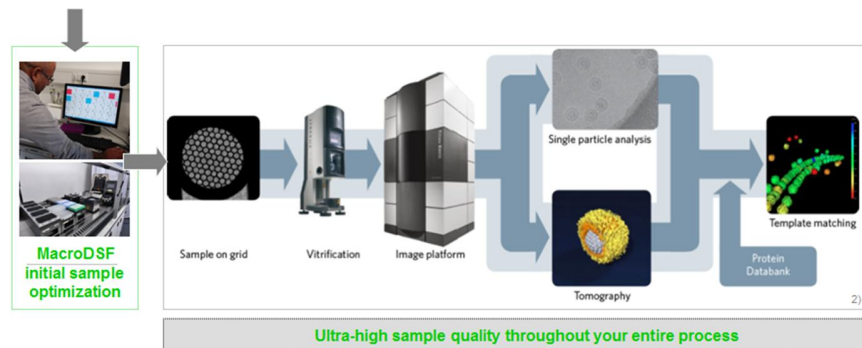 MacroDSF
initial sample
optimization
Sample on grid
Vitrification
Image platform
Single particle analysis
Tomography
Protein
Databank
Template matching
2)
Ultra-high sample quality throughout your entire process